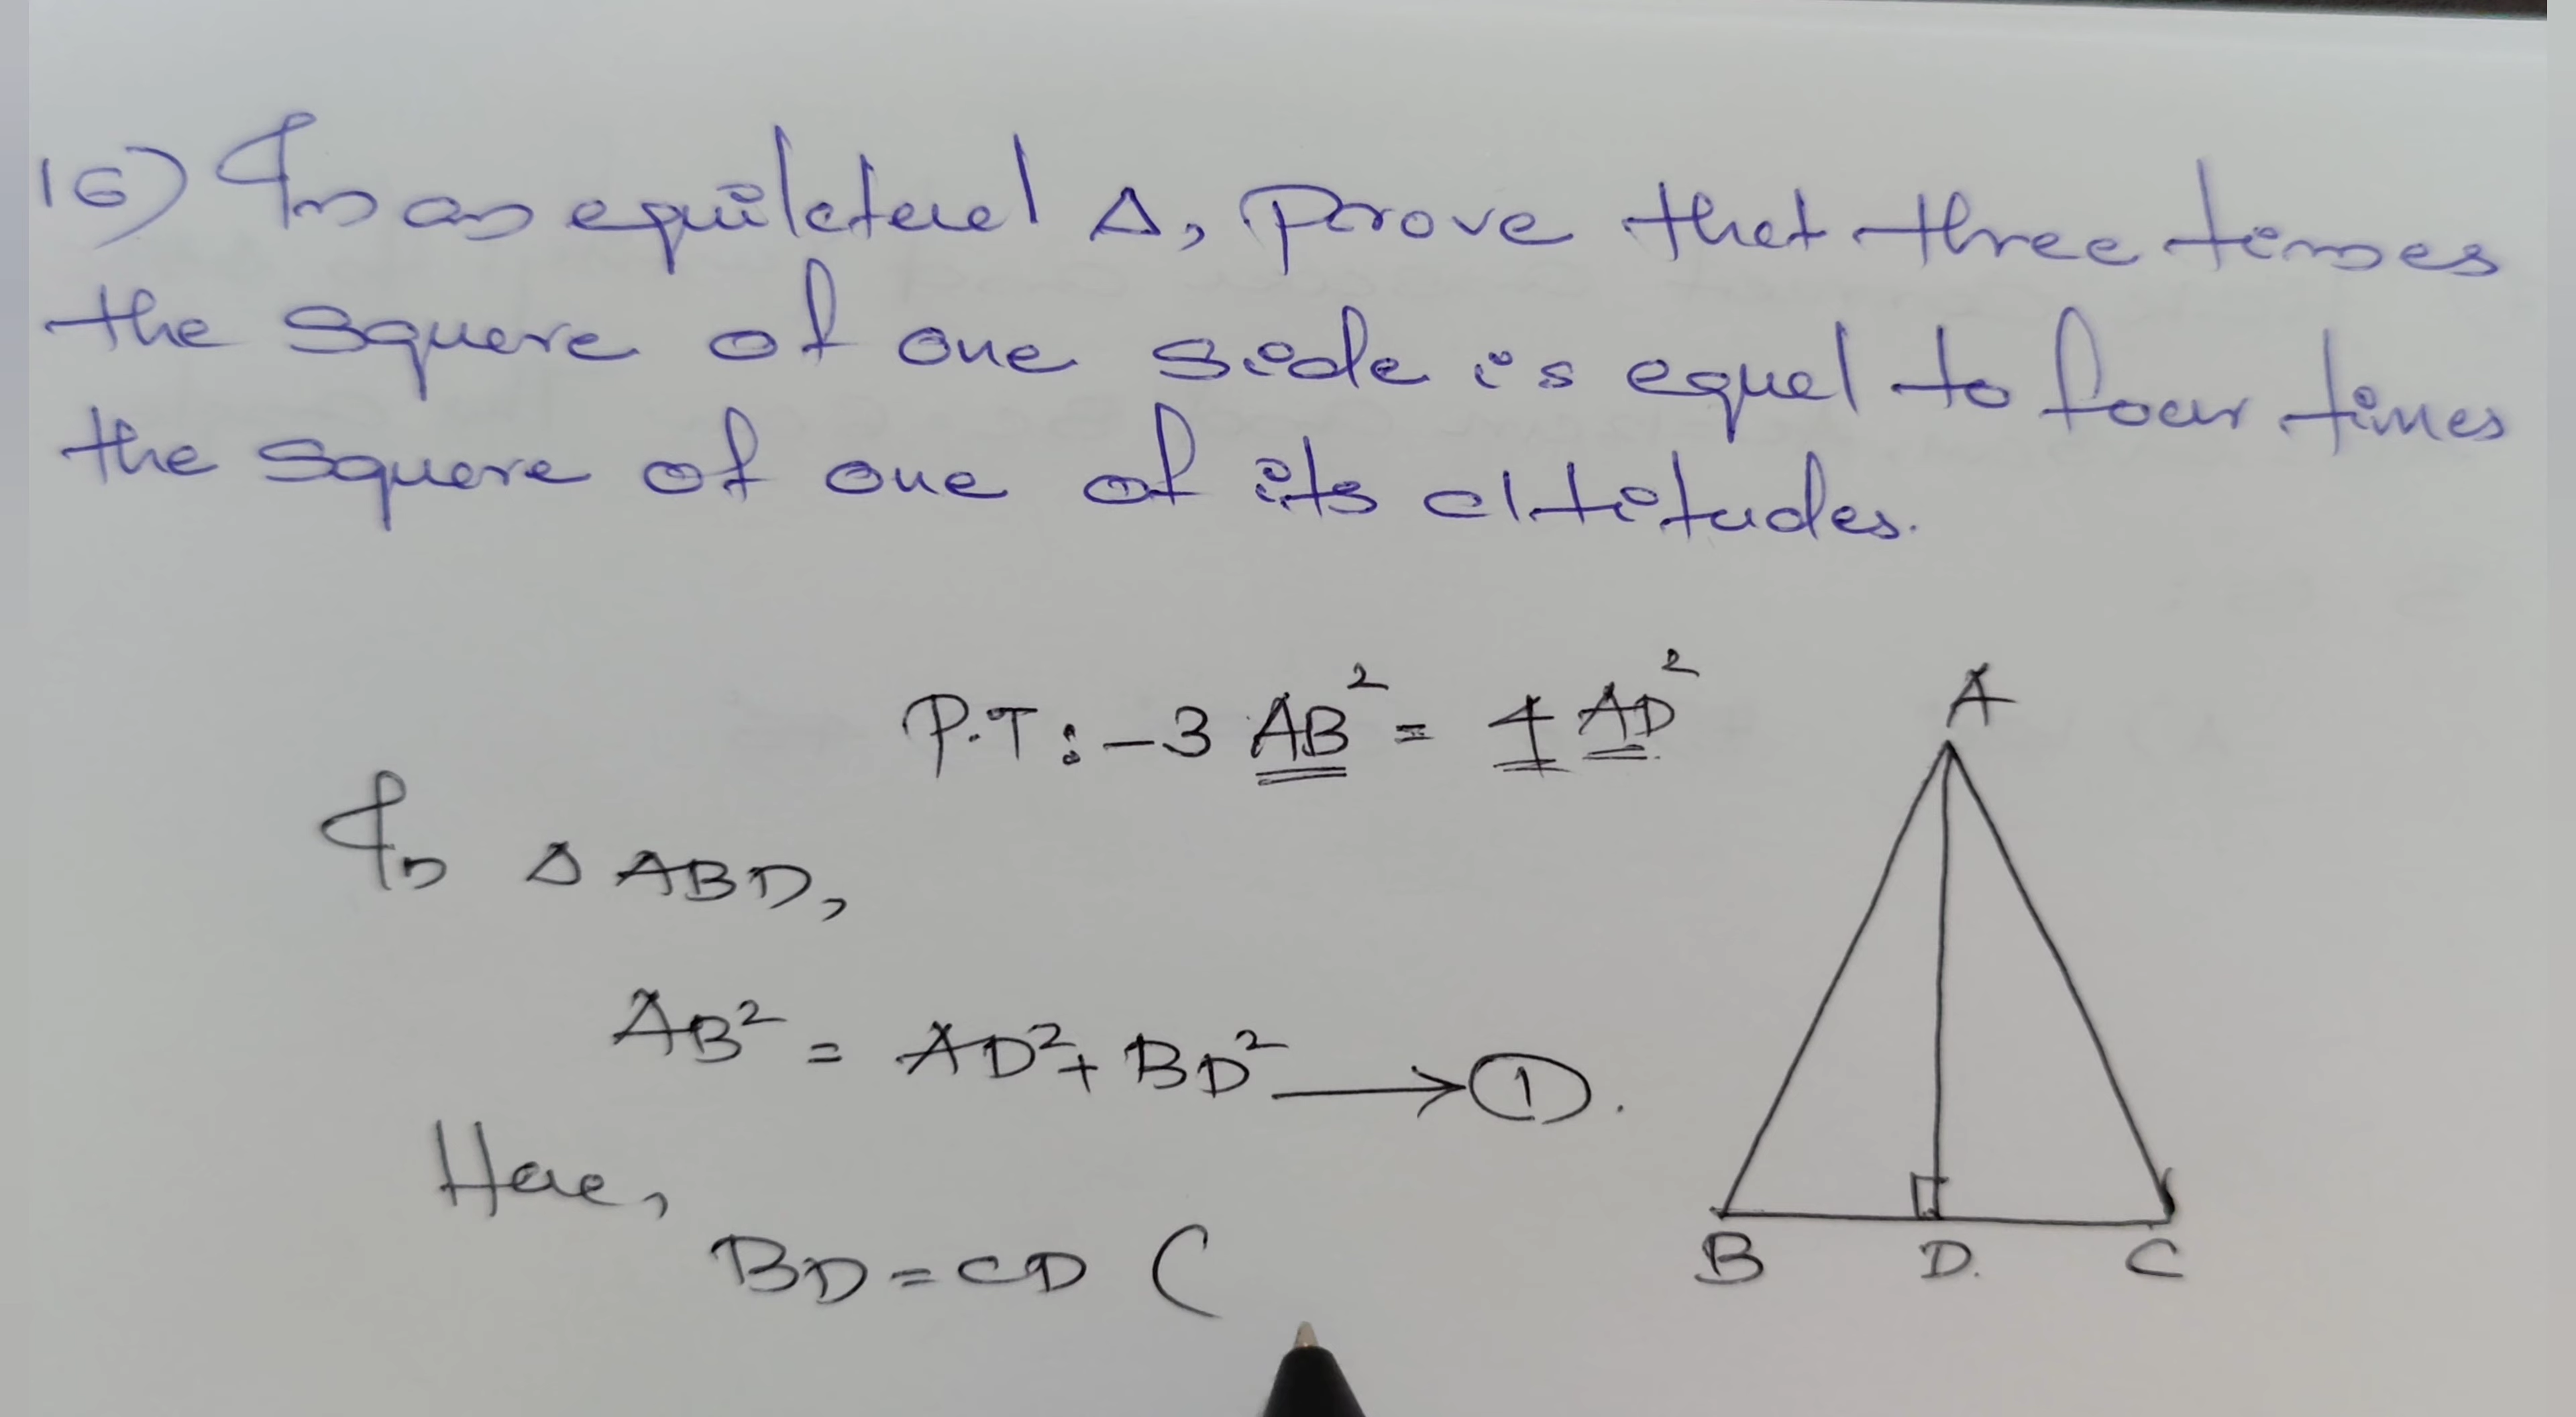 16) In an equilateral Δ, Prove that three times
the square of one side is equal to four times
the square of one of its altitudes.
P.T:- 3 AB² = 4 AD²
In Δ ABD,
AB² = AD² + BD² → ①.
Here,
BD = CD (
A
B D. C